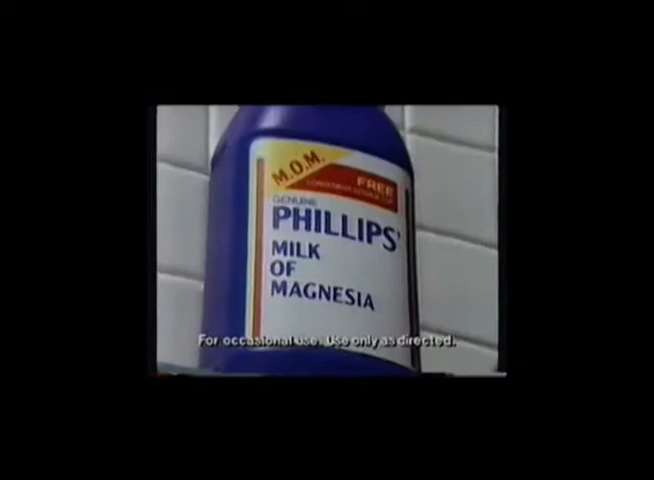 M.O.M.
FREE
GENUINE
PHILLIPS'
MILK
OF
MAGNESIA
For occasional use. Use only as directed.